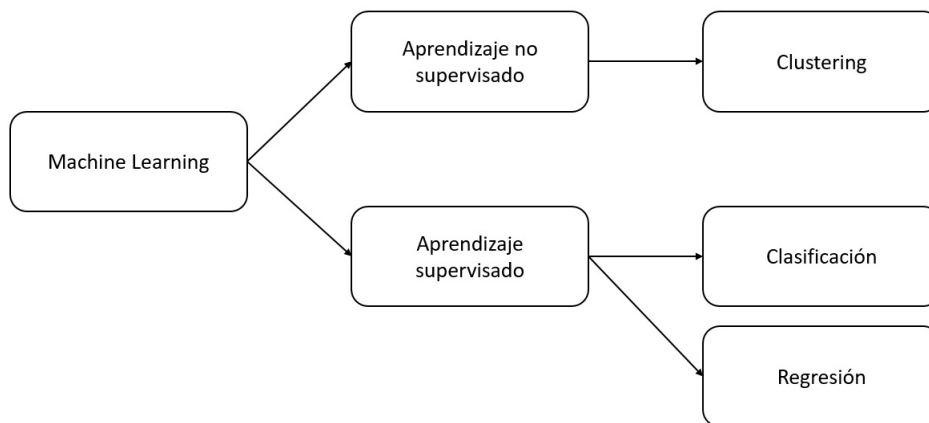 Machine Learning
Aprendizaje no
supervisado
Clustering
Aprendizaje
supervisado
Clasificación
Regresión